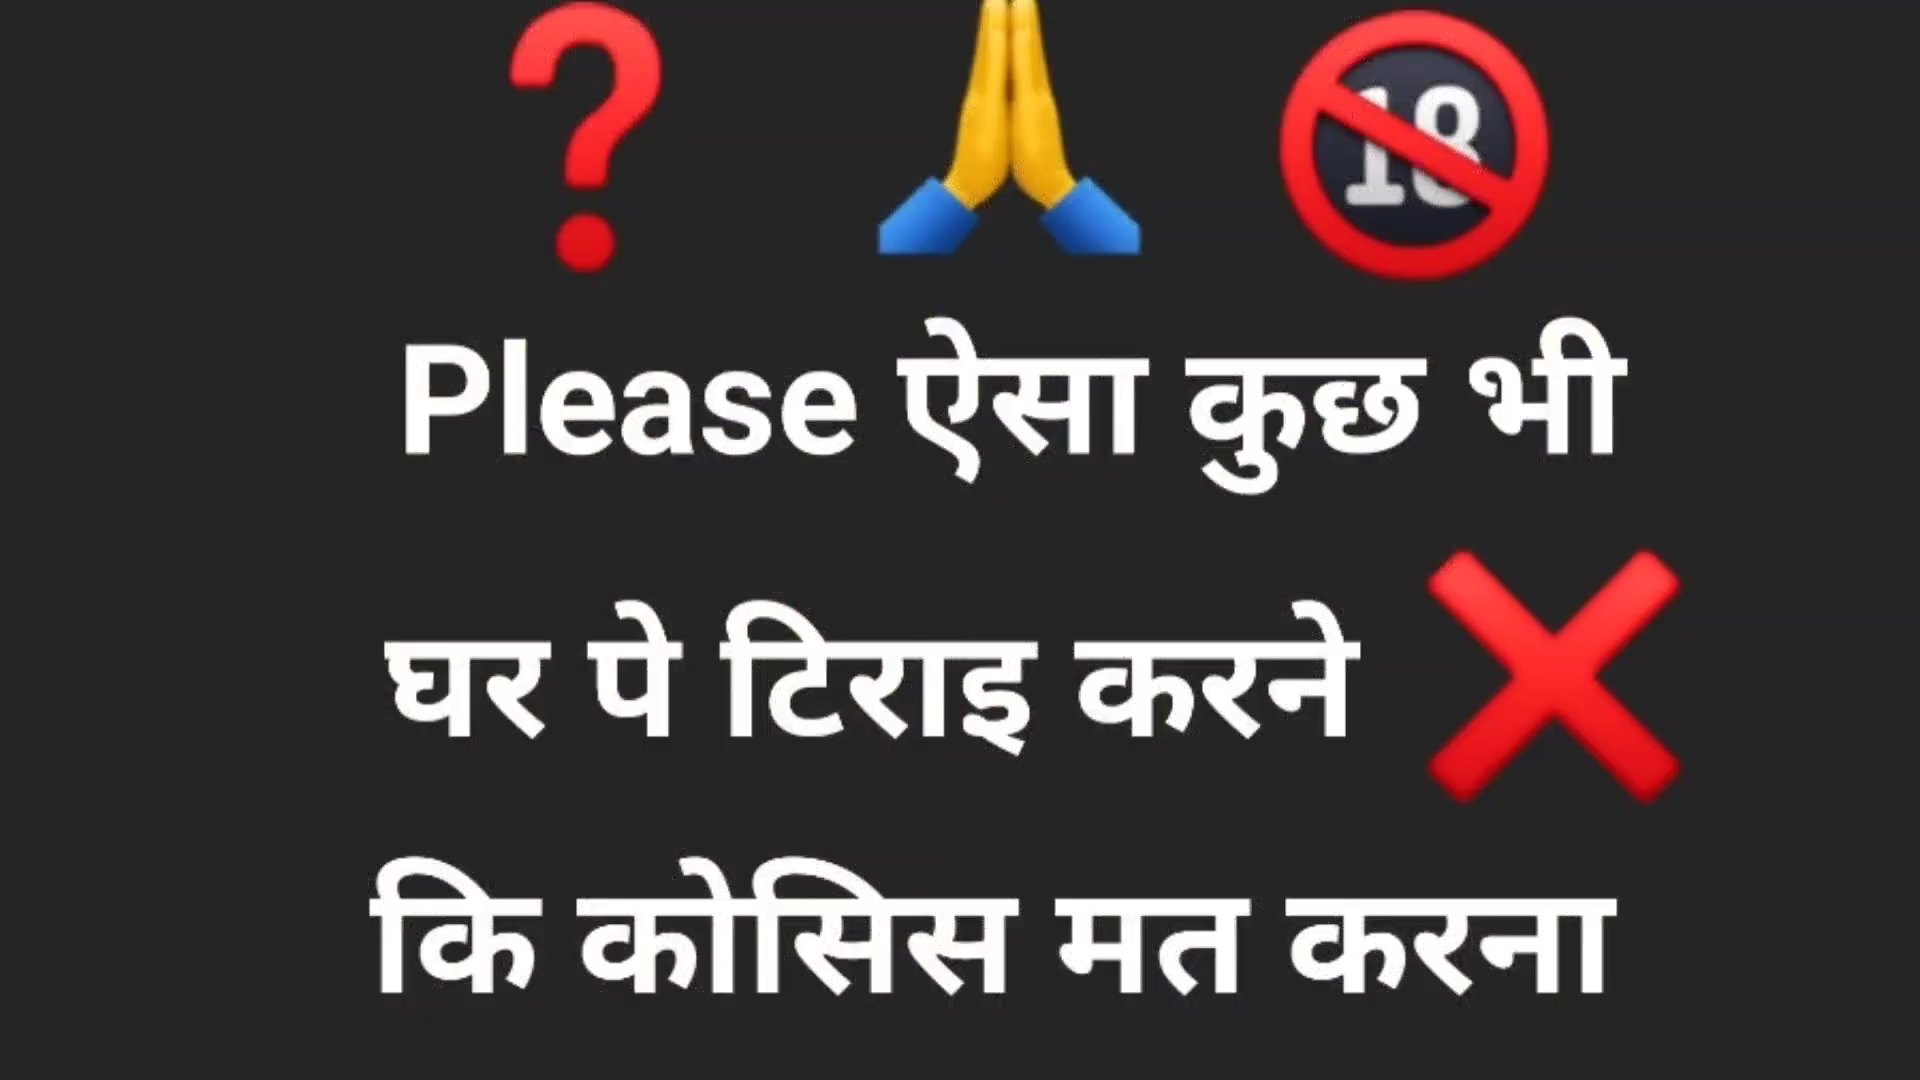 ❓ 🙏 🔞
Please ऐसा कुछ भी
घर पे टिराइ करने ❌
कि कोसिस मत करना